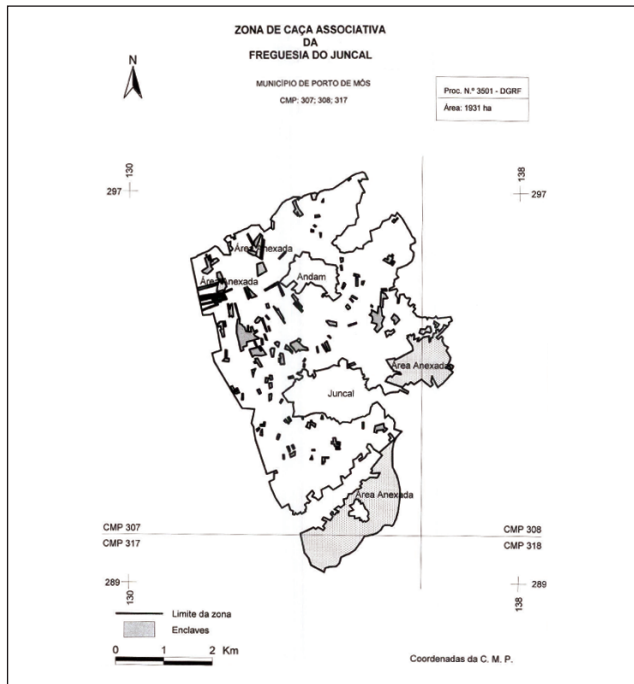 ZONA DE CAÇA ASSOCIATIVA
DA
FREGUESIA DO JUNCAL
N
MUNICÍPIO DE PORTO DE MÓS
CMP: 307; 308; 317
Proc. N.º 3501 - DGRF
Área: 1931 ha
130
138
297
297
Área Anexada
Área Anexada
Andam
Área Anexada
Juncal
Área Anexada
CMP 307
CMP 308
CMP 317
CMP 318
289
289
130
138
Limite da zona
Enclaves
0 1 2 Km
Coordenadas da C. M. P.